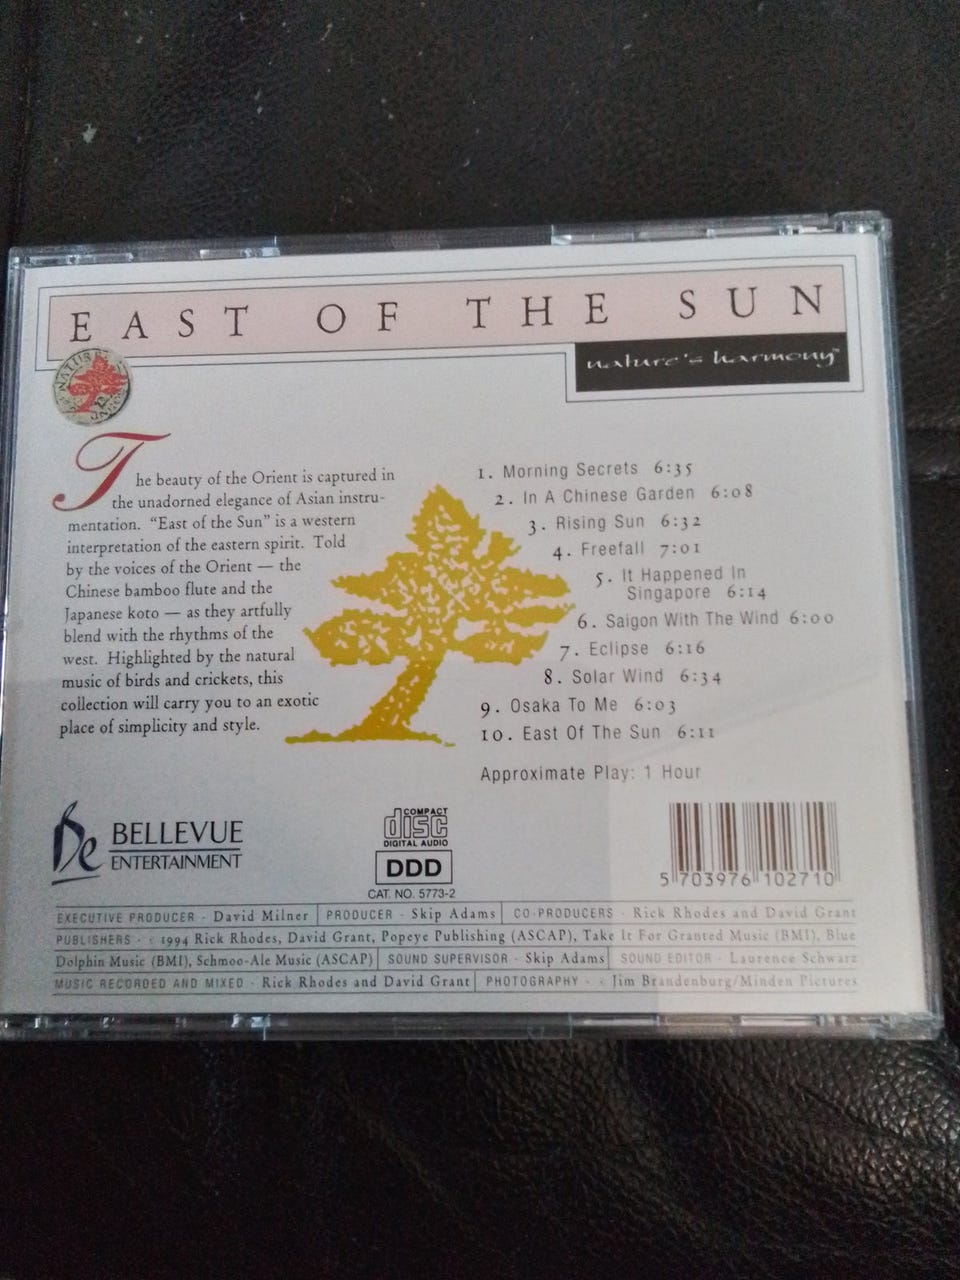 EAST OF THE SUN
nature's harmony™
NATURE
The beauty of the Orient is captured in
the unadorned elegance of Asian instru-
mentation. "East of the Sun" is a western
interpretation of the eastern spirit. Told
by the voices of the Orient — the
Chinese bamboo flute and the
Japanese koto — as they artfully
blend with the rhythms of the
west. Highlighted by the natural
music of birds and crickets, this
collection will carry you to an exotic
place of simplicity and style.
1. Morning Secrets 6:35
2. In A Chinese Garden 6:08
3. Rising Sun 6:32
4. Freefall 7:01
5. It Happened In
Singapore 6:14
6. Saigon With The Wind 6:00
7. Eclipse 6:16
8. Solar Wind 6:34
9. Osaka To Me 6:03
10. East Of The Sun 6:11
Approximate Play: 1 Hour
Be BELLEVUE
ENTERTAINMENT
COMPACT
disc
DIGITAL AUDIO
DDD
CAT. NO. 5773-2
5 703976 102710
EXECUTIVE PRODUCER · David Milner | PRODUCER · Skip Adams | CO-PRODUCERS · Rick Rhodes and David Grant
PUBLISHERS · © 1994 Rick Rhodes, David Grant, Popeye Publishing (ASCAP), Take It For Granted Music (BMI), Blue
Dolphin Music (BMI), Schmoo-Ale Music (ASCAP) | SOUND SUPERVISOR · Skip Adams | SOUND EDITOR · Laurence Schwarz
MUSIC RECORDED AND MIXED · Rick Rhodes and David Grant | PHOTOGRAPHY · © Jim Brandenburg/Minden Pictures